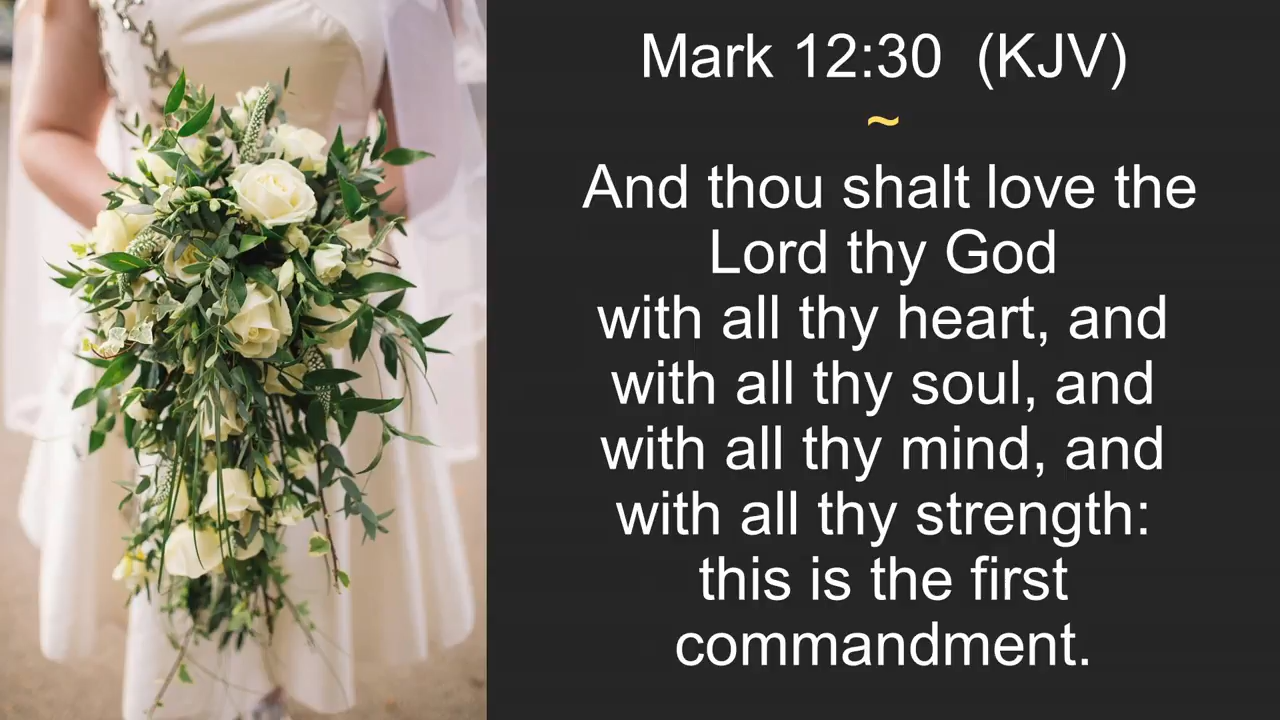 Mark 12:30  (KJV)
~
And thou shalt love the
Lord thy God
with all thy heart, and
with all thy soul, and
with all thy mind, and
with all thy strength:
this is the first
commandment.